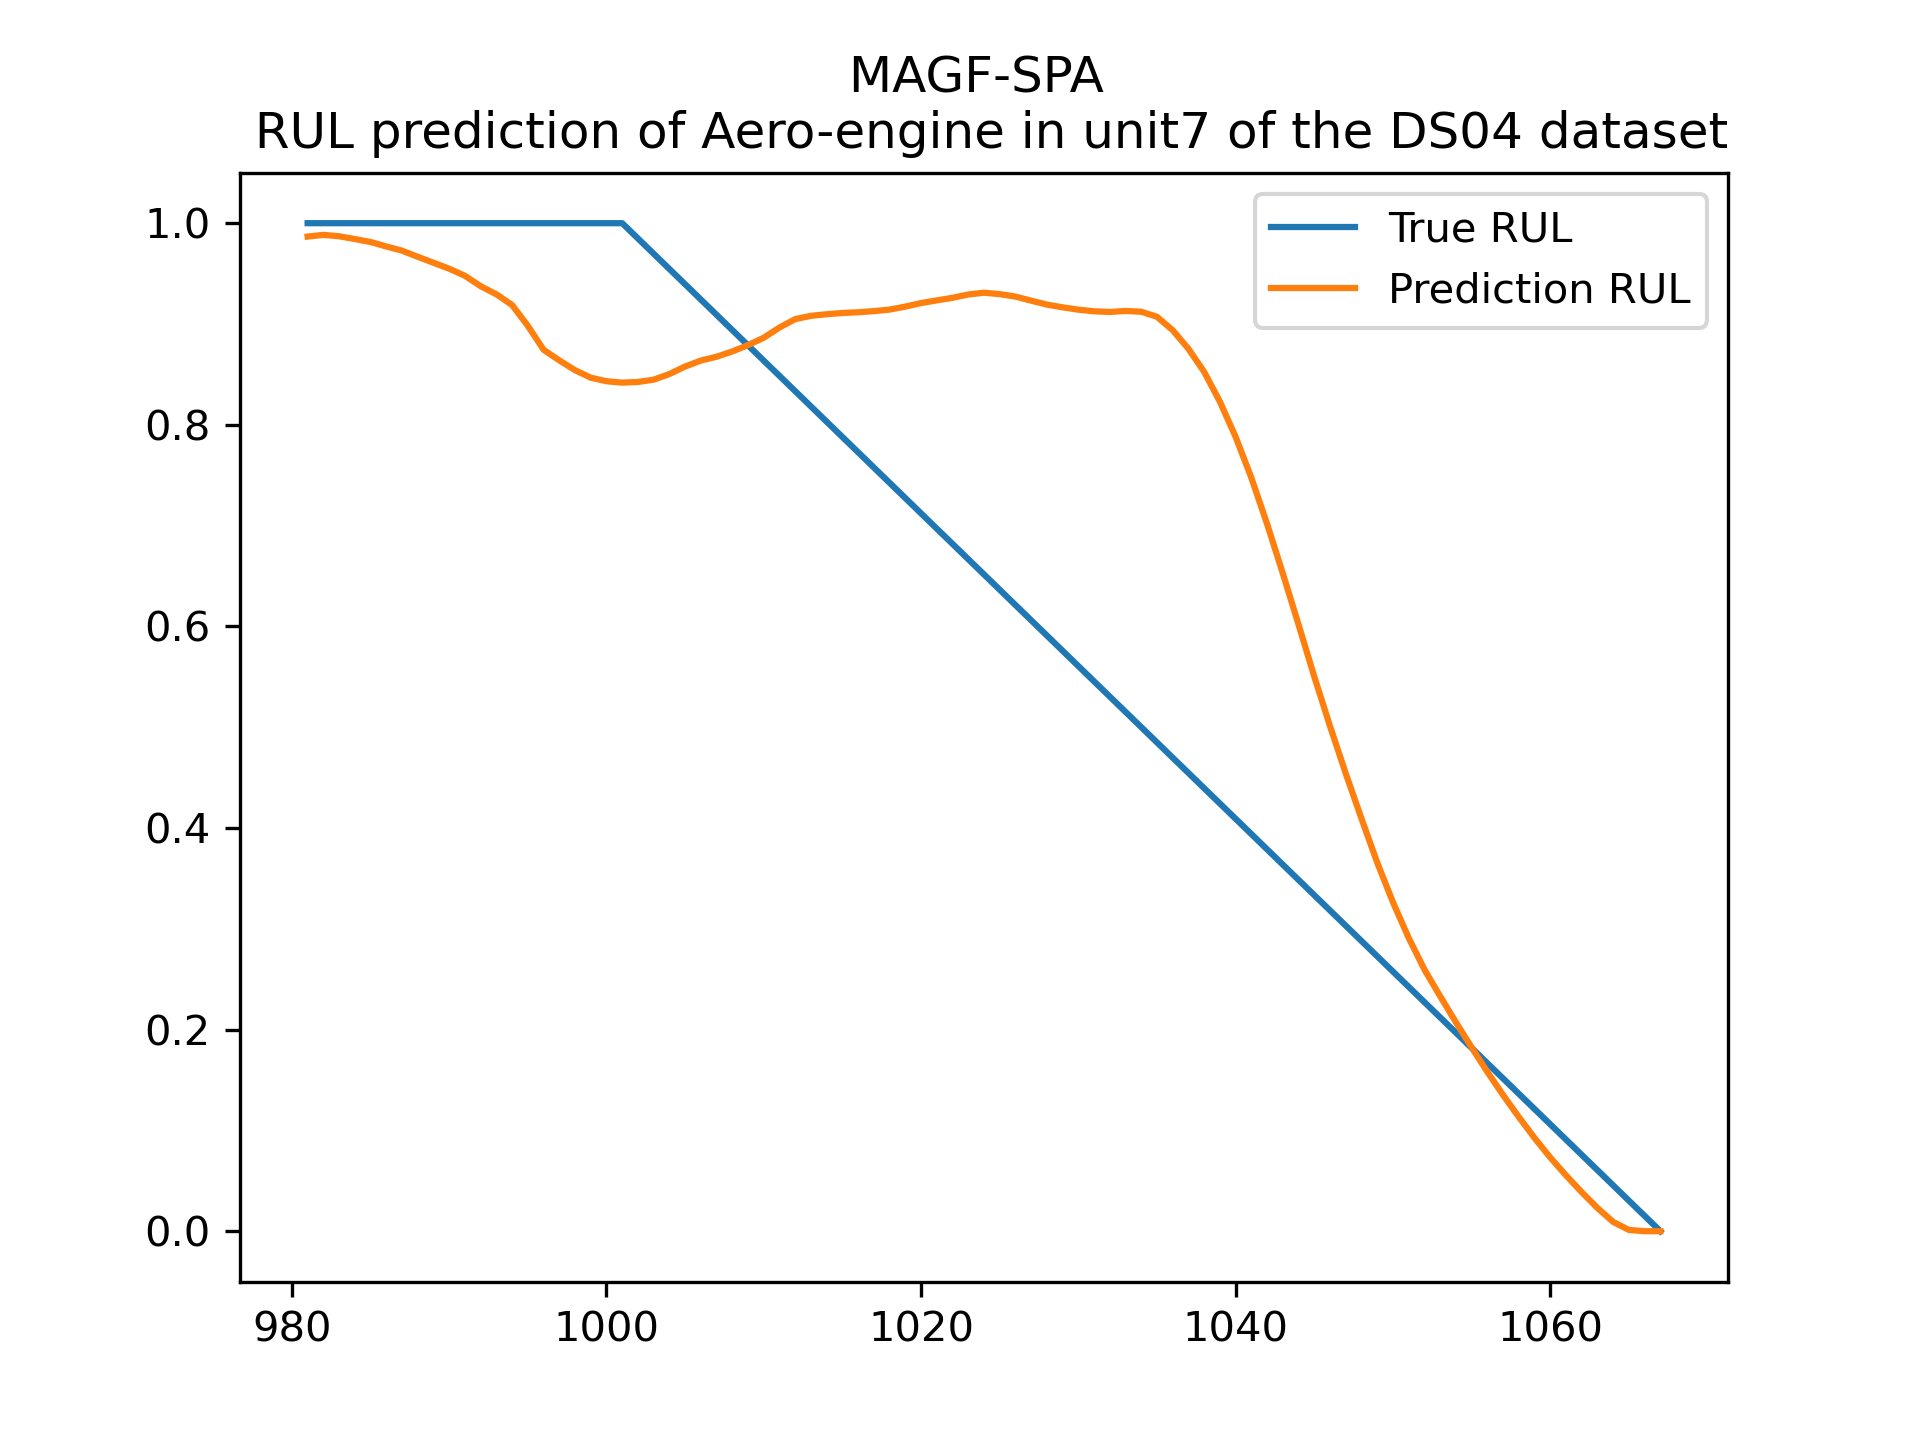 MAGF-SPA
RUL prediction of Aero-engine in unit7 of the DS04 dataset
True RUL
Prediction RUL
1.0
0.8
0.6
0.4
0.2
0.0
980 1000 1020 1040 1060